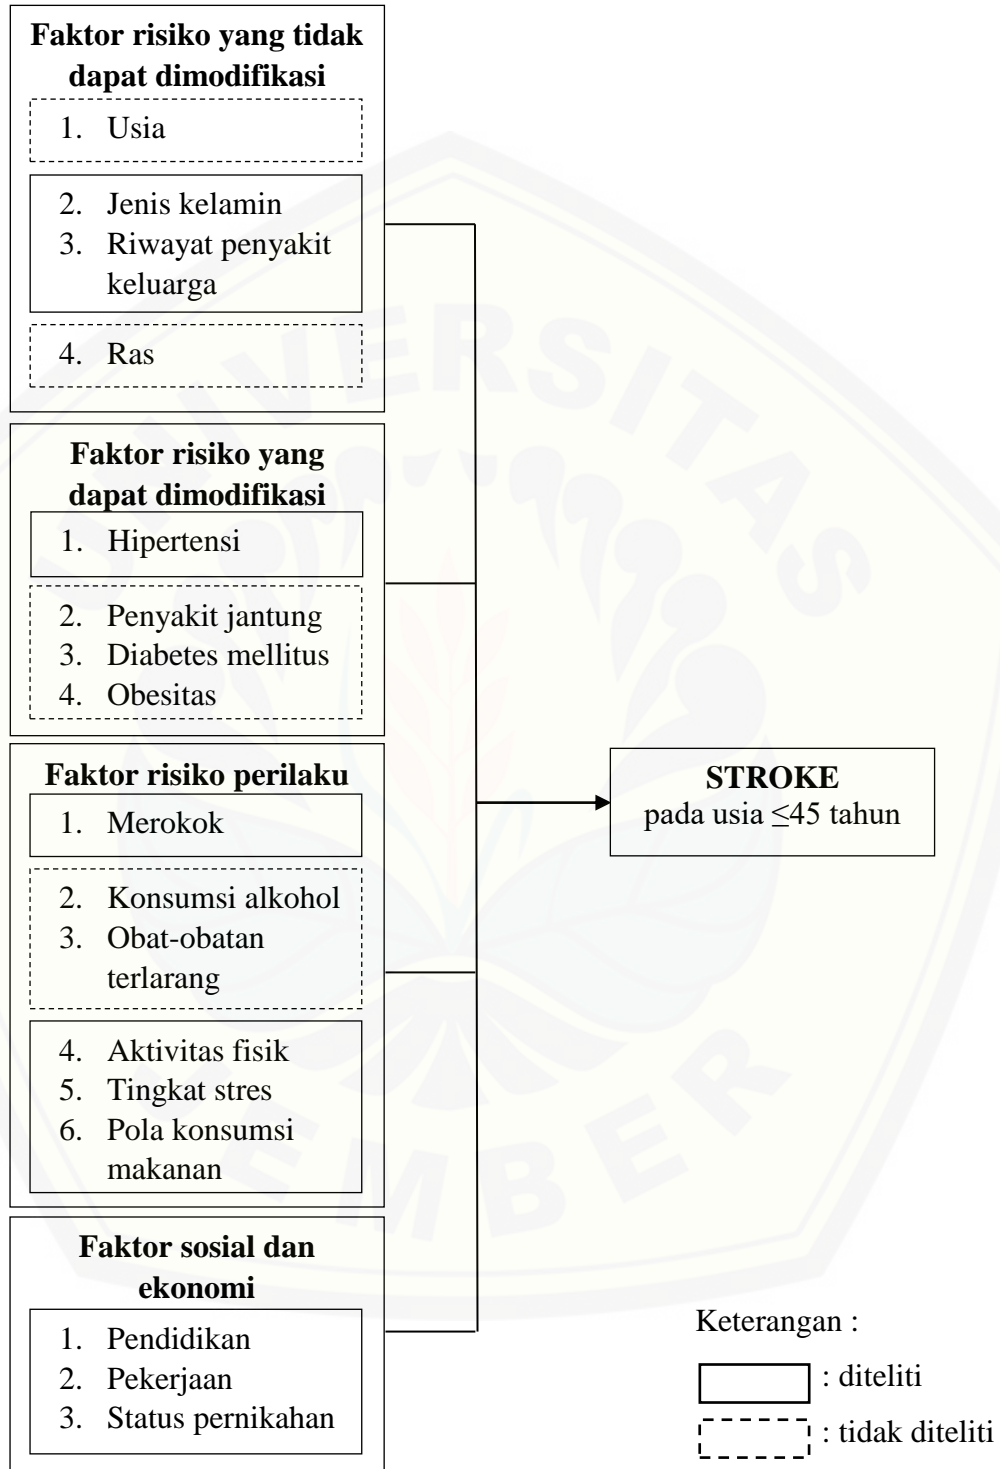 Faktor risiko yang tidak
dapat dimodifikasi
1. Usia
2. Jenis kelamin
3. Riwayat penyakit
keluarga
4. Ras
Faktor risiko yang
dapat dimodifikasi
1. Hipertensi
2. Penyakit jantung
3. Diabetes mellitus
4. Obesitas
Faktor risiko perilaku
1. Merokok
2. Konsumsi alkohol
3. Obat-obatan
terlarang
4. Aktivitas fisik
5. Tingkat stres
6. Pola konsumsi
makanan
Faktor sosial dan
ekonomi
1. Pendidikan
2. Pekerjaan
3. Status pernikahan
STROKE
pada usia ≤45 tahun
Keterangan :
: diteliti
: tidak diteliti
UNIVERSITAS
JEMBER